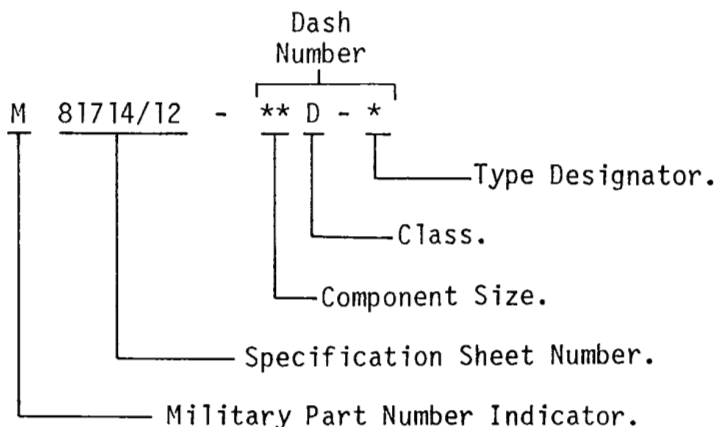 Dash
Number
M 81714/12 - ** D - *
Type Designator.
Class.
Component Size.
Specification Sheet Number.
Military Part Number Indicator.